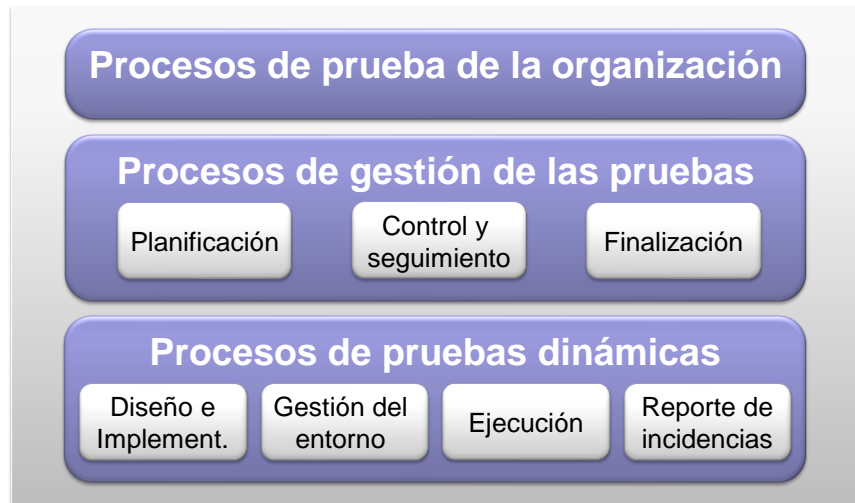 Procesos de prueba de la organización
Procesos de gestión de las pruebas
Planificación
Control y
seguimiento
Finalización
Procesos de pruebas dinámicas
Diseño e
Implement.
Gestión del
entorno
Ejecución
Reporte de
incidencias